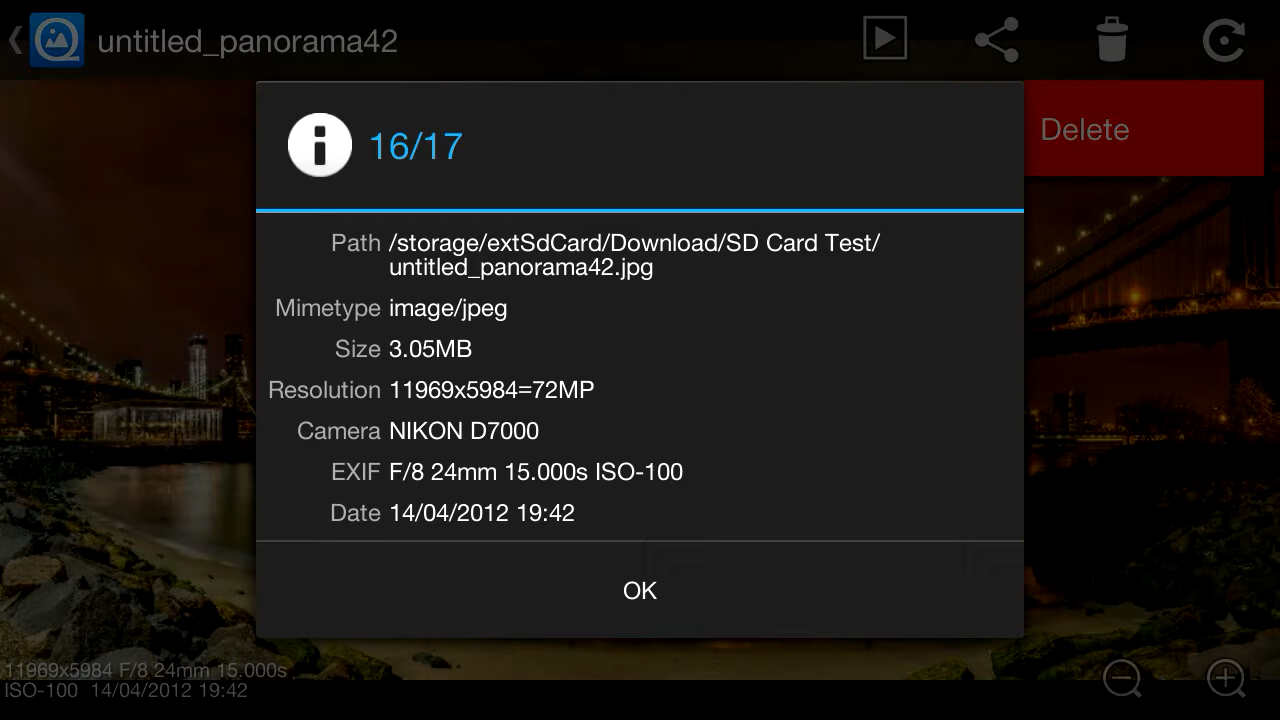 untitled_panorama42
Delete
16/17
Path /storage/extSdCard/Download/SD Card Test/
untitled_panorama42.jpg
Mimetype image/jpeg
Size 3.05MB
Resolution 11969x5984=72MP
Camera NIKON D7000
EXIF F/8 24mm 15.000s ISO-100
Date 14/04/2012 19:42
OK
11969x5984 F/8 24mm 15.000s
ISO-100 14/04/2012 19:42